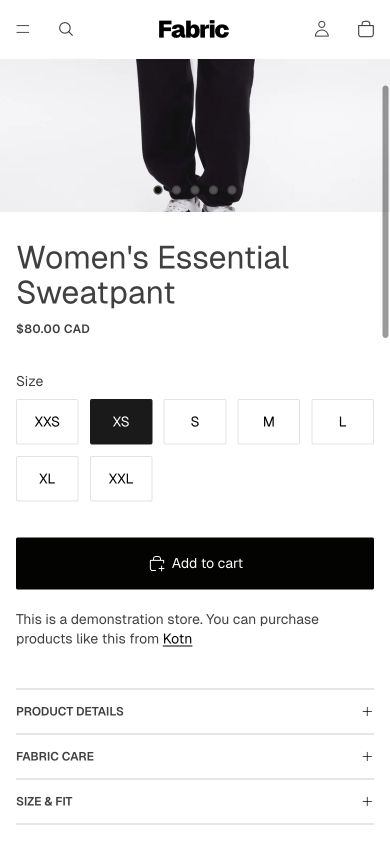 Fabric
Women's Essential
Sweatpant
$80.00 CAD
Size
XXS
XS
S
M
L
XL
XXL
Add to cart
This is a demonstration store. You can purchase
products like this from Kotn
PRODUCT DETAILS
FABRIC CARE
SIZE & FIT